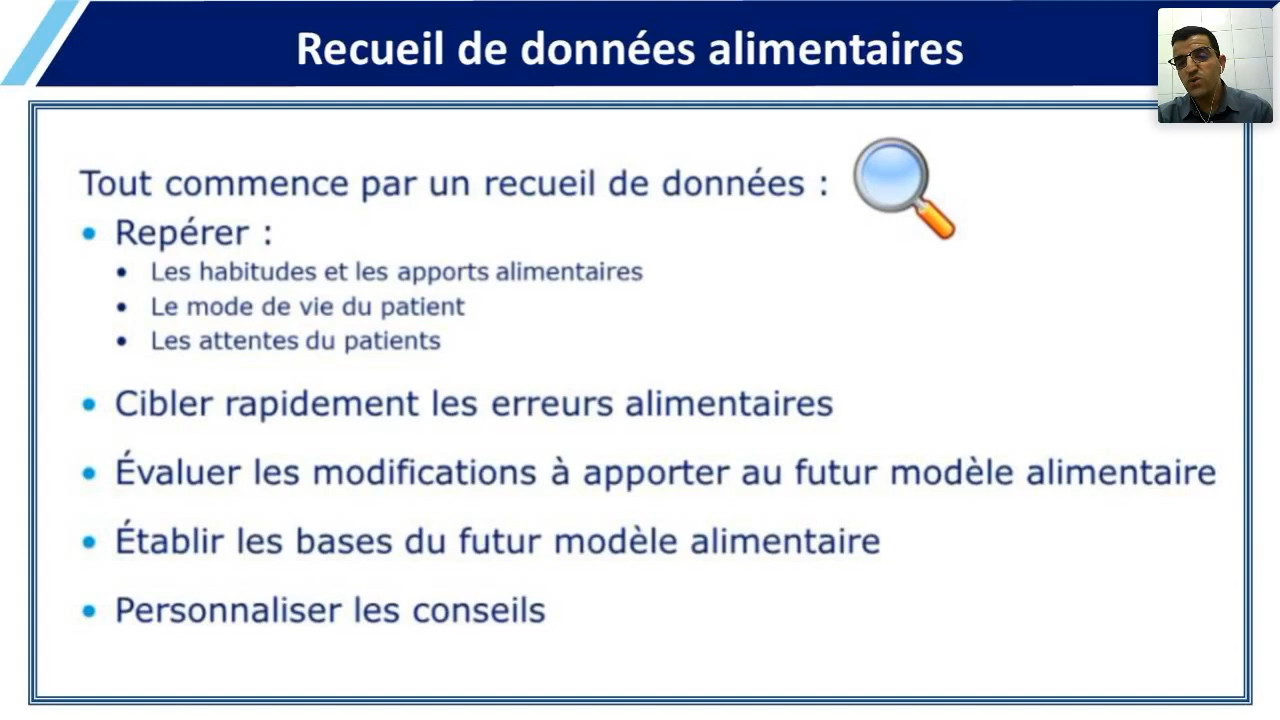 Recueil de données alimentaires
Tout commence par un recueil de données :
• Repérer :
• Les habitudes et les apports alimentaires
• Le mode de vie du patient
• Les attentes du patients
• Cibler rapidement les erreurs alimentaires
• Évaluer les modifications à apporter au futur modèle alimentaire
• Établir les bases du futur modèle alimentaire
• Personnaliser les conseils